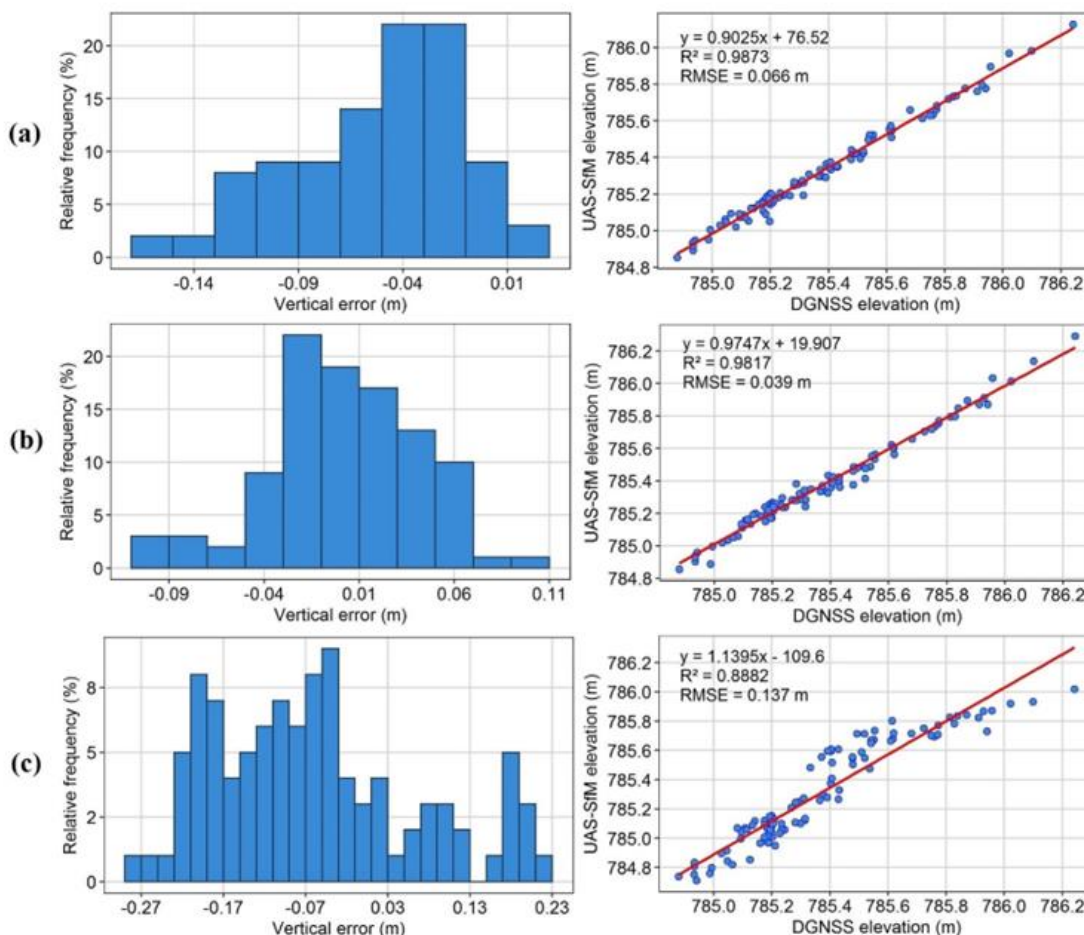 (a)
Relative frequency (%)
20
15
10
5
0
-0.14 -0.09 -0.04 0.01
Vertical error (m)
y = 0.9025x + 76.52
R² = 0.9873
RMSE = 0.066 m
UAS-SfM elevation (m)
786.0
785.8
785.6
785.4
785.2
785.0
784.8
785.0 785.2 785.4 785.6 785.8 786.0 786.2
DGNSS elevation (m)
(b)
Relative frequency (%)
20
15
10
5
0
-0.09 -0.04 0.01 0.06 0.11
Vertical error (m)
y = 0.9747x + 19.907
R² = 0.9817
RMSE = 0.039 m
UAS-SfM elevation (m)
786.2
786.0
785.8
785.6
785.4
785.2
785.0
784.8
785.0 785.2 785.4 785.6 785.8 786.0 786.2
DGNSS elevation (m)
(c)
Relative frequency (%)
8
5
2
0
-0.27 -0.17 -0.07 0.03 0.13 0.23
Vertical error (m)
y = 1.1395x - 109.6
R² = 0.8882
RMSE = 0.137 m
UAS-SfM elevation (m)
786.2
786.0
785.8
785.6
785.4
785.2
785.0
784.8
785.0 785.2 785.4 785.6 785.8 786.0 786.2
DGNSS elevation (m)